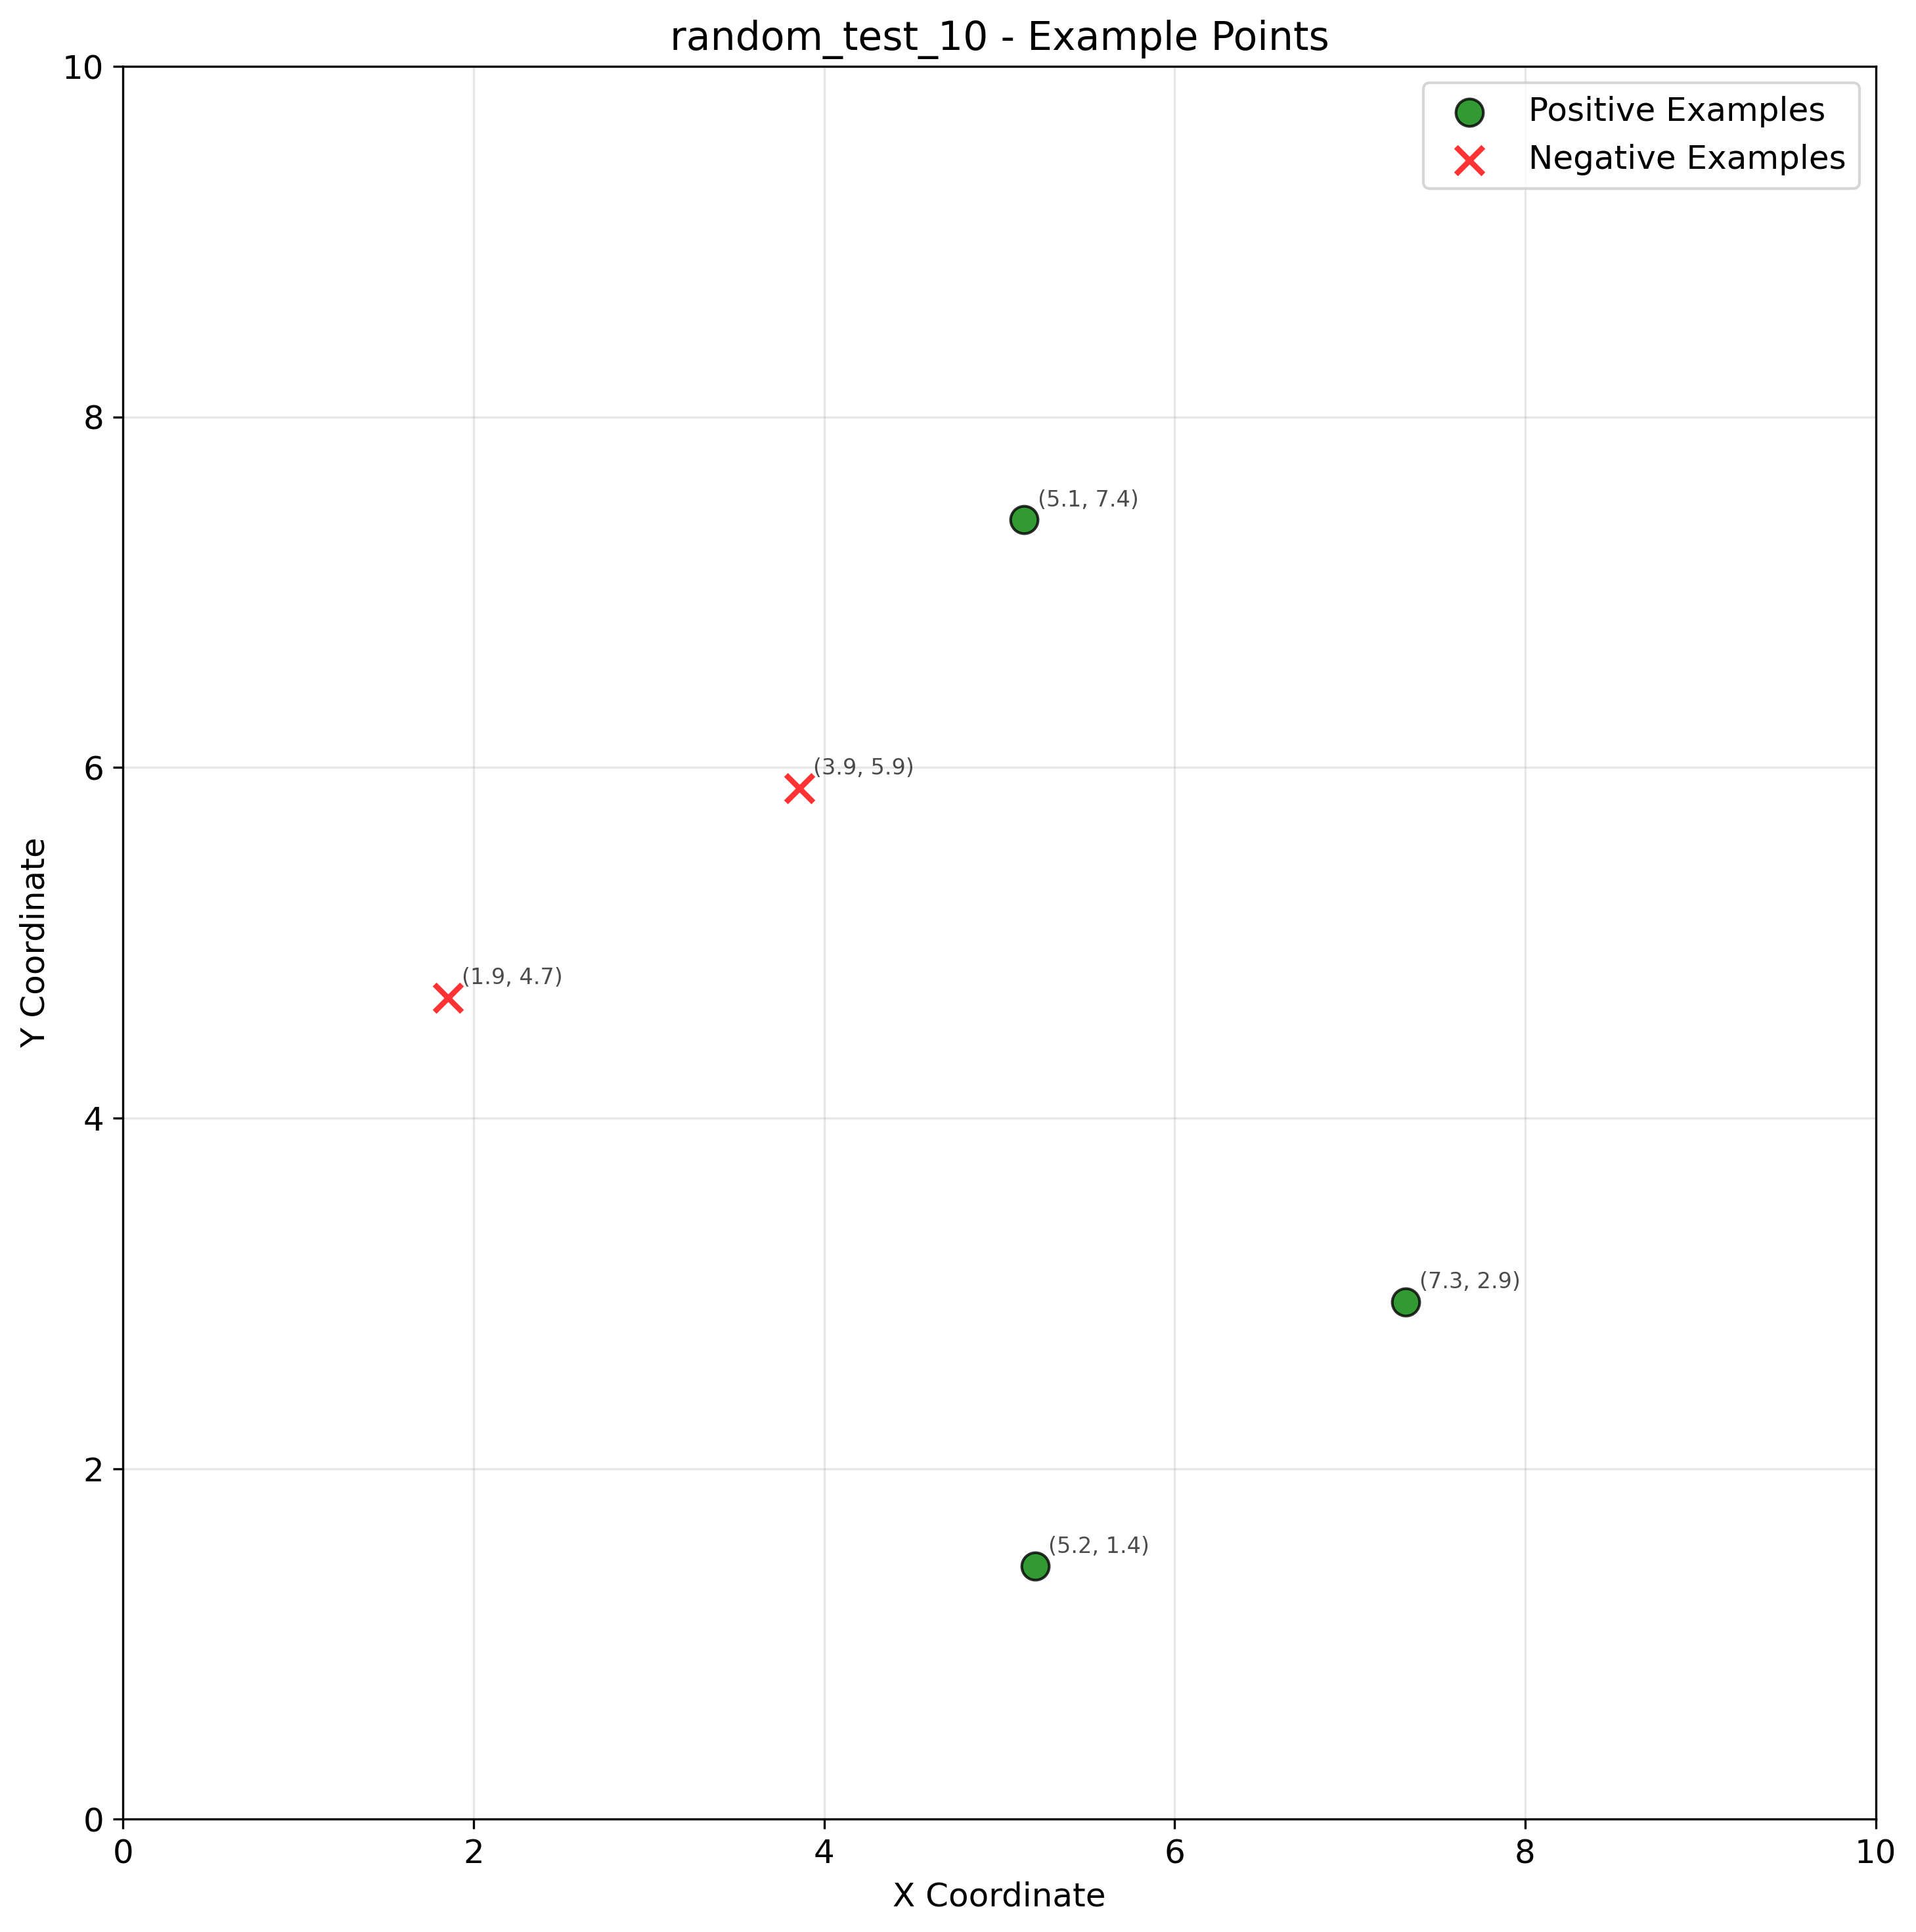 random_test_10 - Example Points
10
Positive Examples
Negative Examples
8
(5.1, 7.4)
6
(3.9, 5.9)
Y Coordinate
(1.9, 4.7)
4
(7.3, 2.9)
2
(5.2, 1.4)
0
0 2 4 6 8 10
X Coordinate